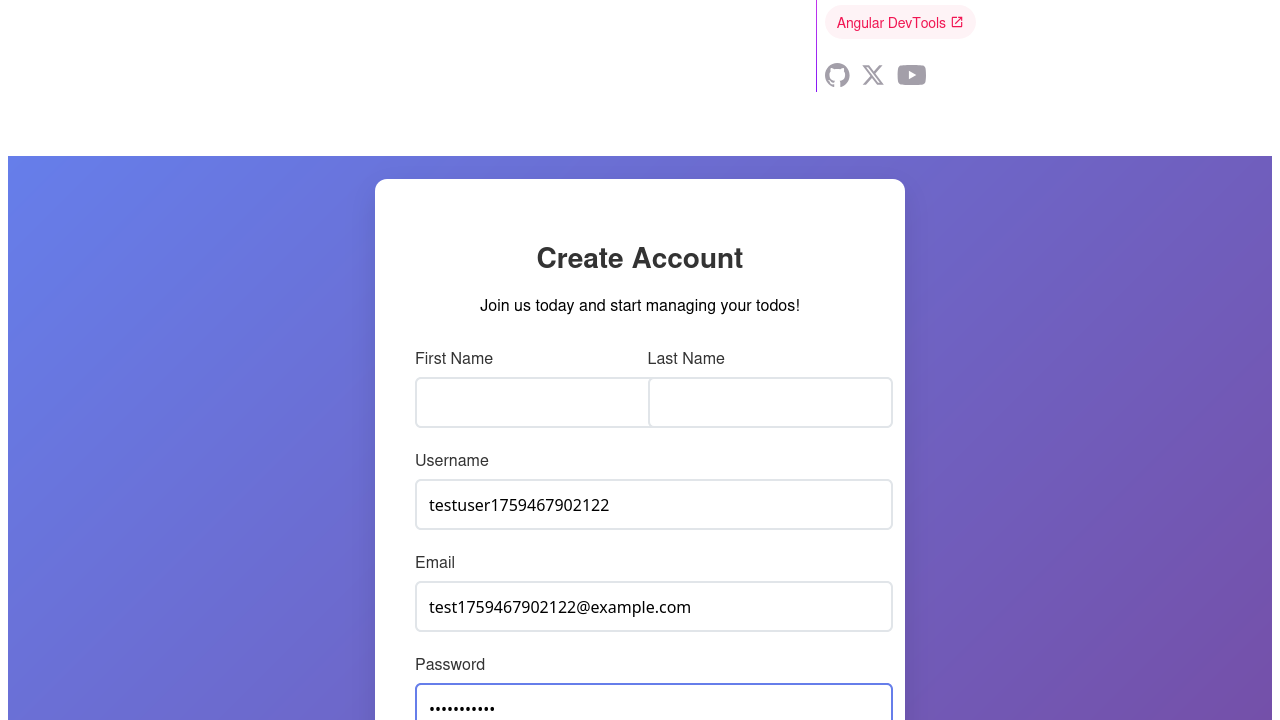 Angular DevTools
Create Account
Join us today and start managing your todos!
First Name
Last Name
Username
testuser1759467902122
Email
test1759467902122@example.com
Password
•••••••••••